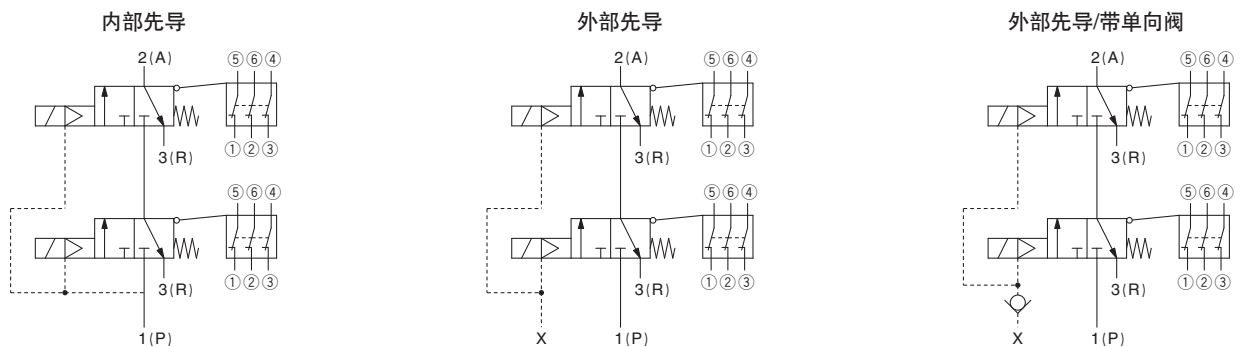 内部先导
2(A)
⑤⑥④
3(R)
①②③
⑤⑥④
3(R)
①②③
1(P)
外部先导
2(A)
⑤⑥④
3(R)
①②③
⑤⑥④
3(R)
①②③
X
1(P)
外部先导/带单向阀
2(A)
⑤⑥④
3(R)
①②③
⑤⑥④
3(R)
①②③
X
1(P)